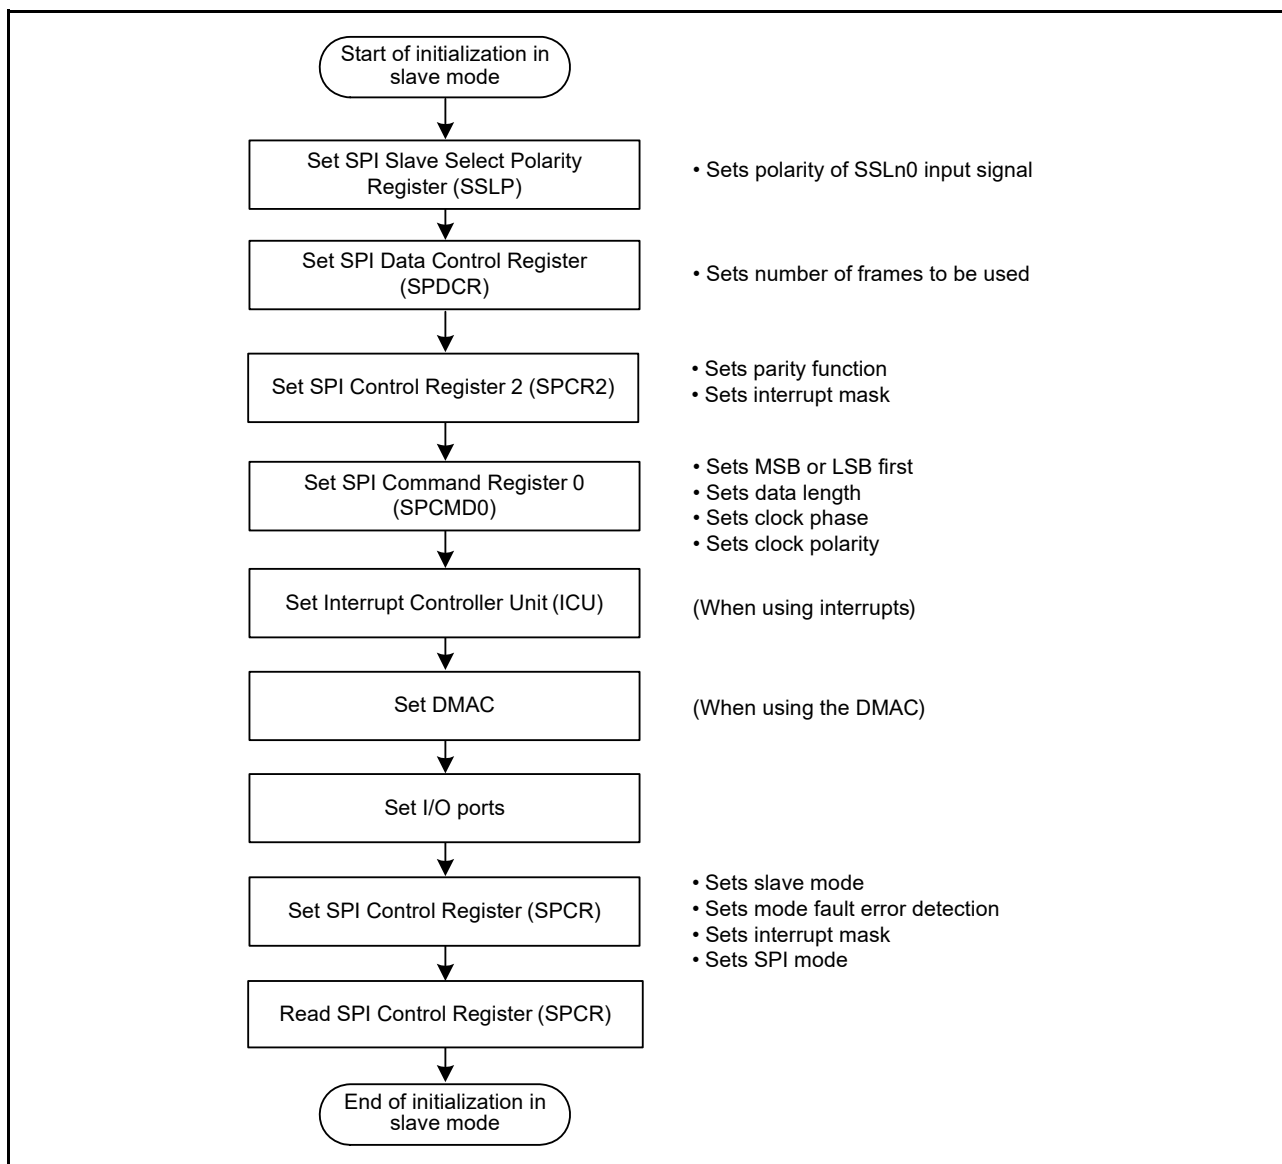 Start of initialization in
slave mode
Set SPI Slave Select Polarity
Register (SSLP)
• Sets polarity of SSLn0 input signal
Set SPI Data Control Register
(SPDCR)
• Sets number of frames to be used
Set SPI Control Register 2 (SPCR2)
• Sets parity function
• Sets interrupt mask
Set SPI Command Register 0
(SPCMD0)
• Sets MSB or LSB first
• Sets data length
• Sets clock phase
• Sets clock polarity
Set Interrupt Controller Unit (ICU)
(When using interrupts)
Set DMAC
(When using the DMAC)
Set I/O ports
Set SPI Control Register (SPCR)
• Sets slave mode
• Sets mode fault error detection
• Sets interrupt mask
• Sets SPI mode
Read SPI Control Register (SPCR)
End of initialization in
slave mode